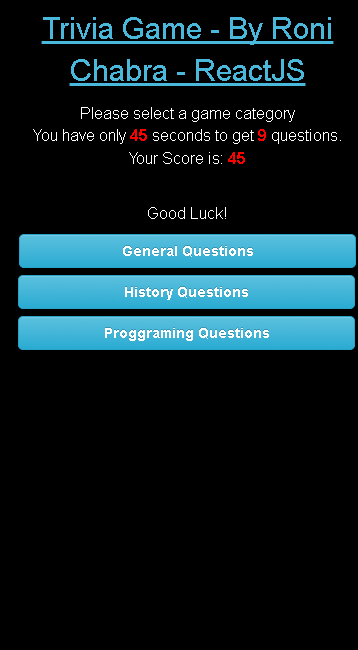 Trivia Game - By Roni
Chabra - ReactJS
Please select a game category
You have only 45 seconds to get 9 questions.
Your Score is: 45
Good Luck!
General Questions
History Questions
Proggraming Questions